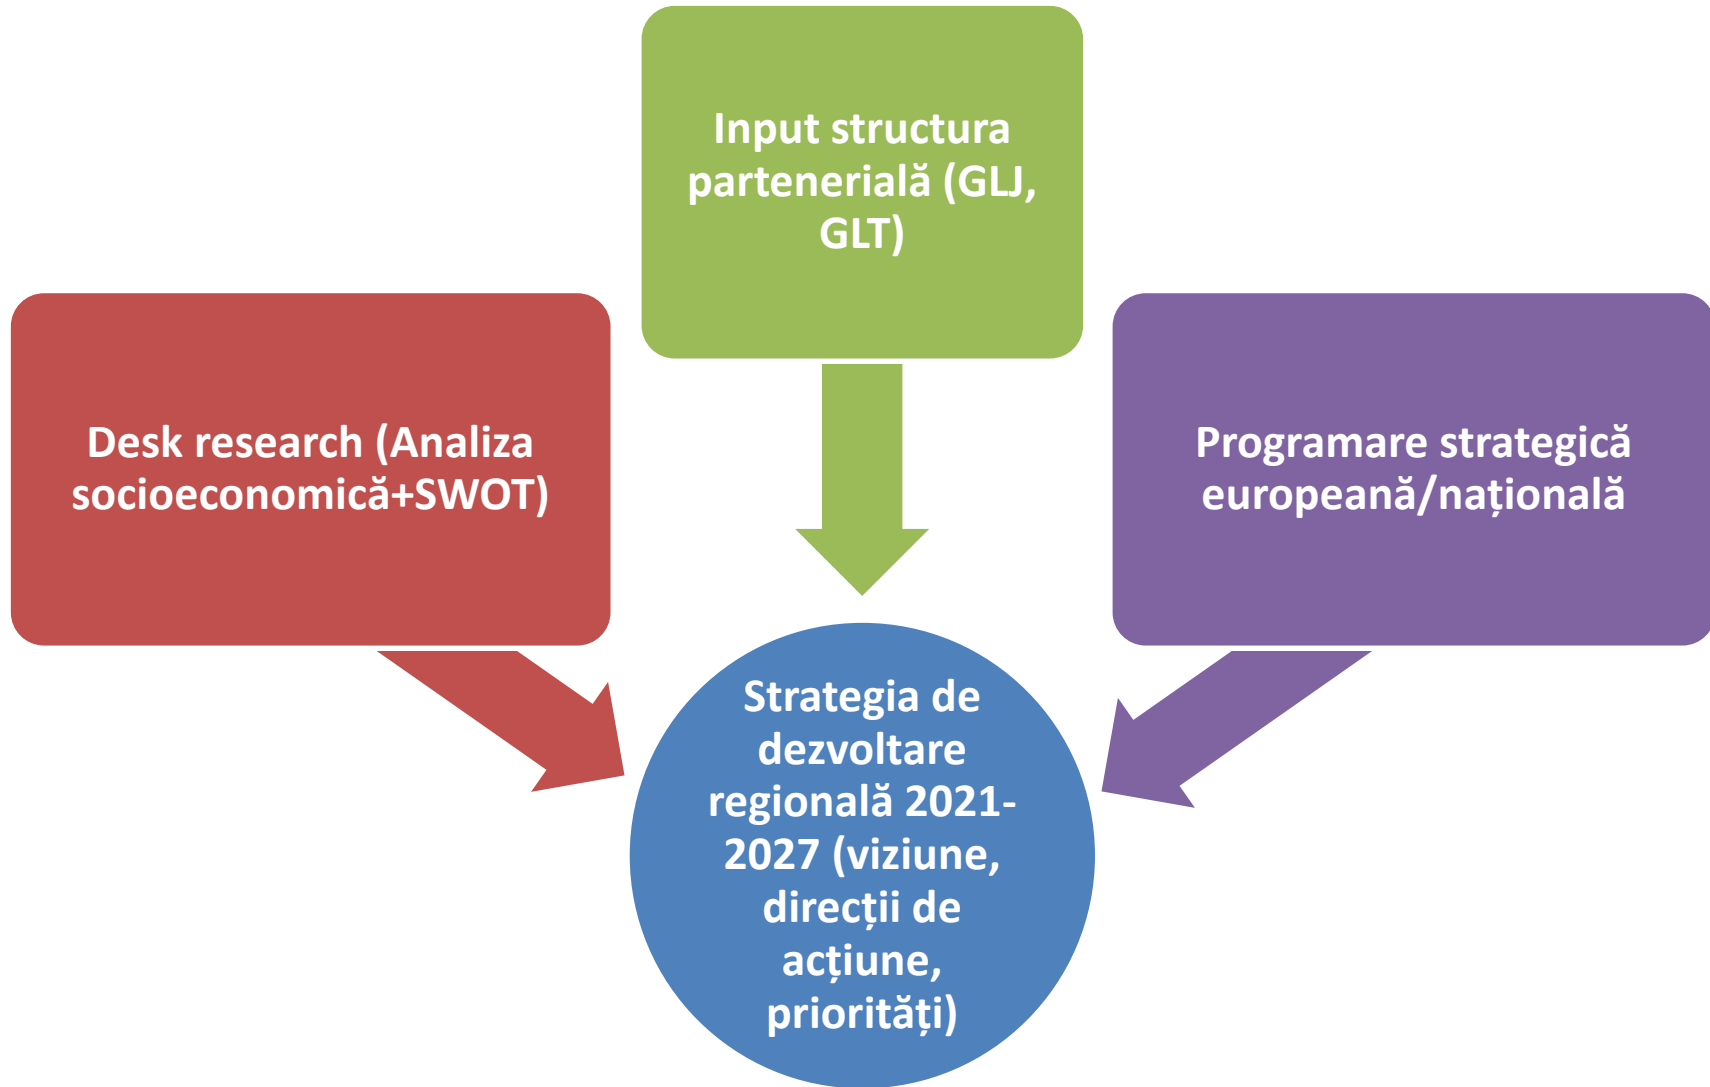 Input structura
partenerială (GLJ,
GLT)
Desk research (Analiza
socioeconomică+SWOT)
Programare strategică
europeană/națională
Strategia de
dezvoltare
regională 2021-
2027 (viziune,
direcții de
acțiune,
priorități)